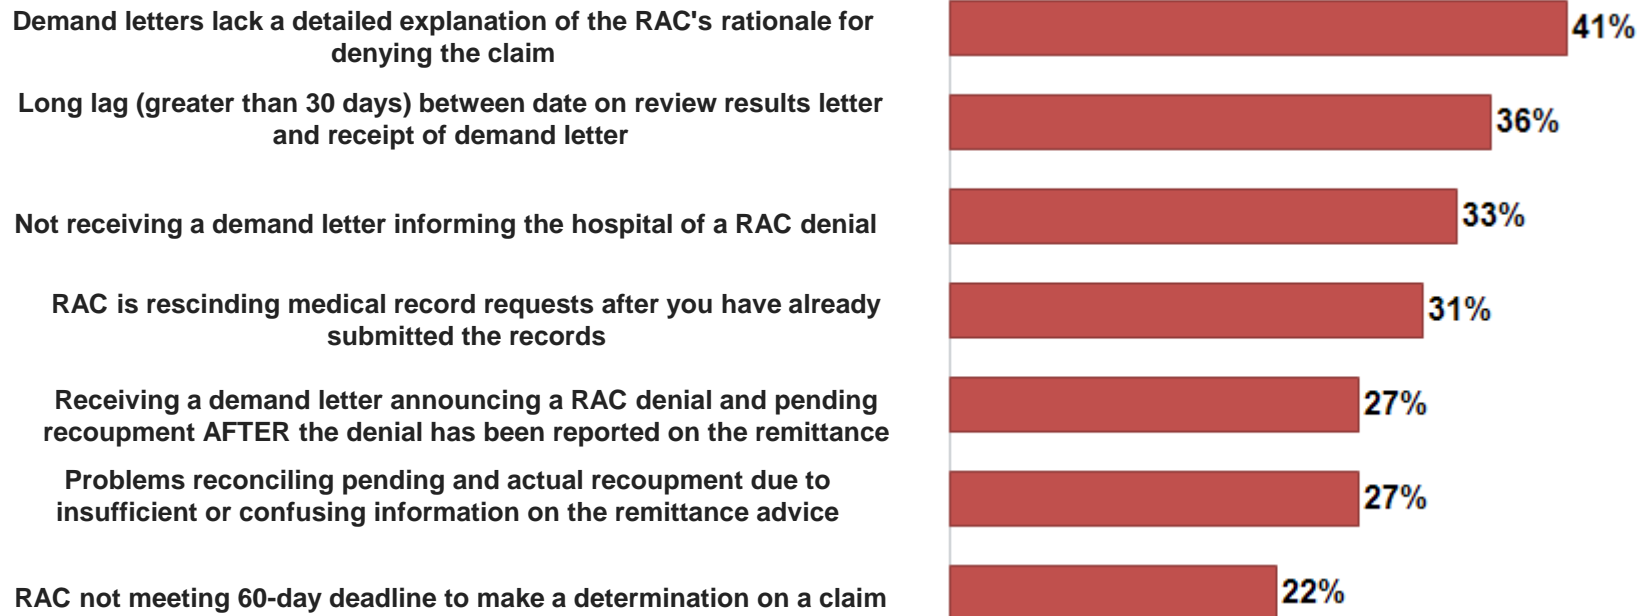 Demand letters lack a detailed explanation of the RAC's rationale for
denying the claim
41%
Long lag (greater than 30 days) between date on review results letter
and receipt of demand letter
36%
Not receiving a demand letter informing the hospital of a RAC denial
33%
RAC is rescinding medical record requests after you have already
submitted the records
31%
Receiving a demand letter announcing a RAC denial and pending
recoupment AFTER the denial has been reported on the remittance
27%
Problems reconciling pending and actual recoupment due to
insufficient or confusing information on the remittance advice
27%
RAC not meeting 60-day deadline to make a determination on a claim
22%